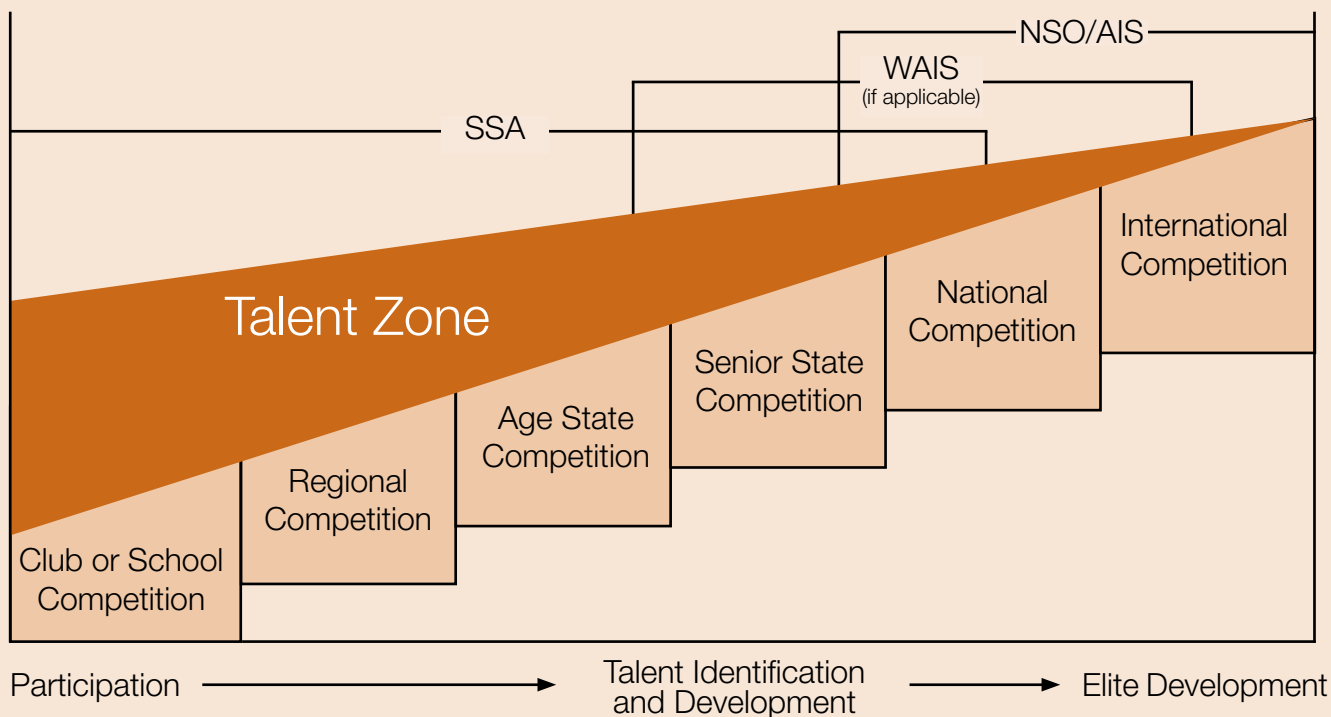 NSO/AIS
WAIS
(if applicable)
SSA
Talent Zone
International
Competition
National
Competition
Senior State
Competition
Age State
Competition
Regional
Competition
Club or School
Competition
Participation
Talent Identification
and Development
Elite Development